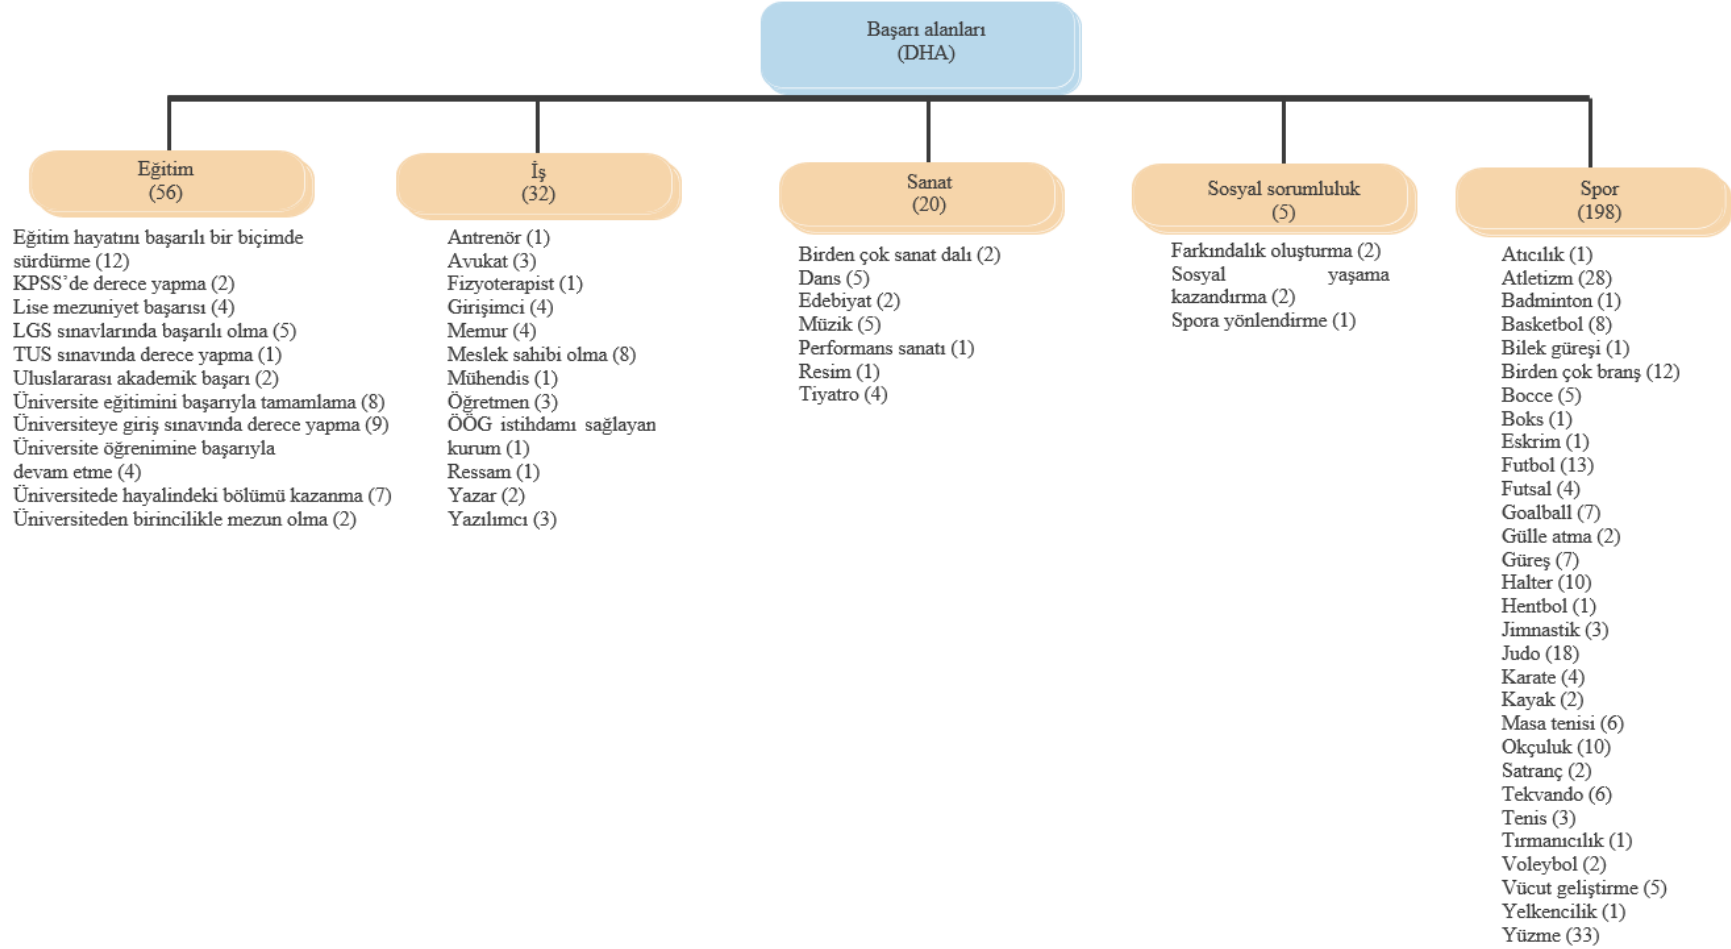 Başarı alanları
(DHA)
Eğitim
(56)
Eğitim hayatını başarılı bir biçimde
sürdürme (12)
KPSS’de derece yapma (2)
Lise mezuniyet başarısı (4)
LGS sınavlarında başarılı olma (5)
TUS sınavında derece yapma (1)
Uluslararası akademik başarı (2)
Üniversite eğitimini başarıyla tamamlama (8)
Üniversiteye giriş sınavında derece yapma (9)
Üniversite öğrenimine başarıyla
devam etme (4)
Üniversitede hayalindeki bölümü kazanma (7)
Üniversiteden birincilikle mezun olma (2)
İş
(32)
Antrenör (1)
Avukat (3)
Fizyoterapist (1)
Girişimci (4)
Memur (4)
Meslek sahibi olma (8)
Mühendis (1)
Öğretmen (3)
ÖÖG istihdamı sağlayan
kurum (1)
Ressam (1)
Yazar (2)
Yazılımcı (3)
Sanat
(20)
Birden çok sanat dalı (2)
Dans (5)
Edebiyat (2)
Müzik (5)
Performans sanatı (1)
Resim (1)
Tiyatro (4)
Sosyal sorumluluk
(5)
Farkındalık oluşturma (2)
Sosyal yaşama
kazandırma (2)
Spora yönlendirme (1)
Spor
(198)
Atıcılık (1)
Atletizm (28)
Badminton (1)
Basketbol (8)
Bilek güreşi (1)
Birden çok branş (12)
Bocce (5)
Boks (1)
Eskrim (1)
Futbol (13)
Futsal (4)
Goalball (7)
Gülle atma (2)
Güreş (7)
Halter (10)
Hentbol (1)
Jimnastik (3)
Judo (18)
Karate (4)
Kayak (2)
Masa tenisi (6)
Okçuluk (10)
Satranç (2)
Tekvando (6)
Tenis (3)
Tırmanıcılık (1)
Voleybol (2)
Vücut geliştirme (5)
Yelkencilik (1)
Yüzme (33)